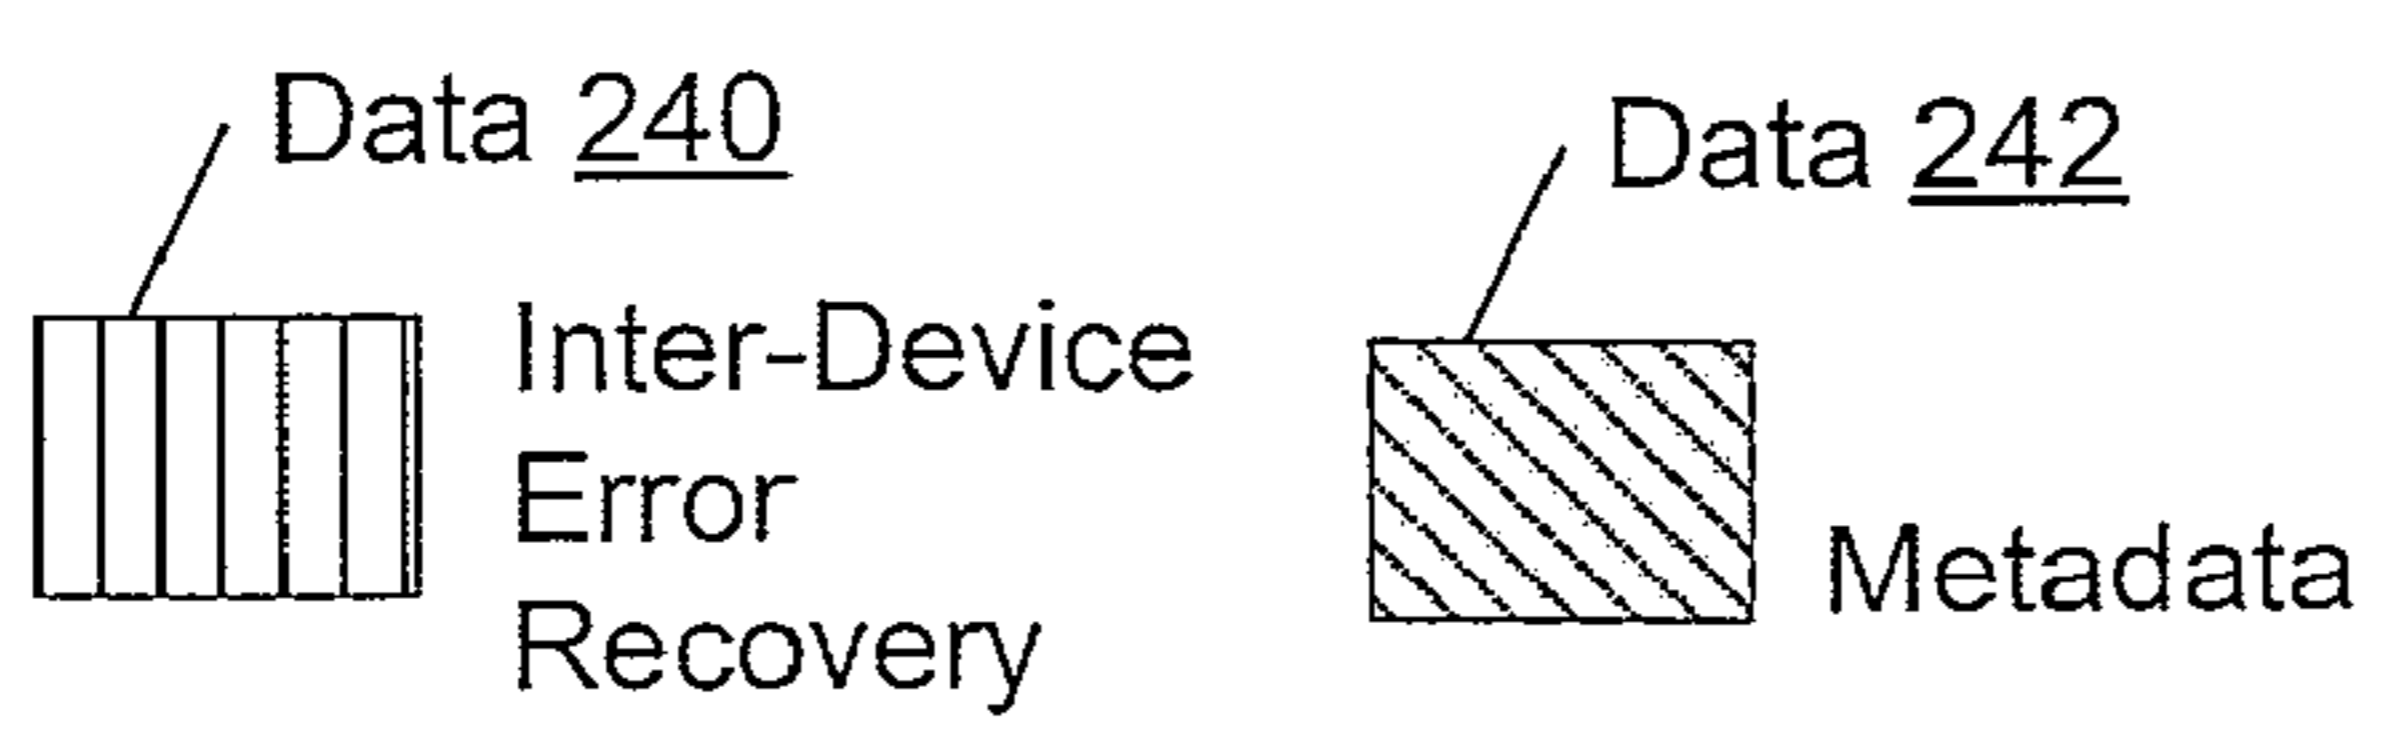 Data 240
Inter-Device
Error
Recovery
Data 242
Metadata